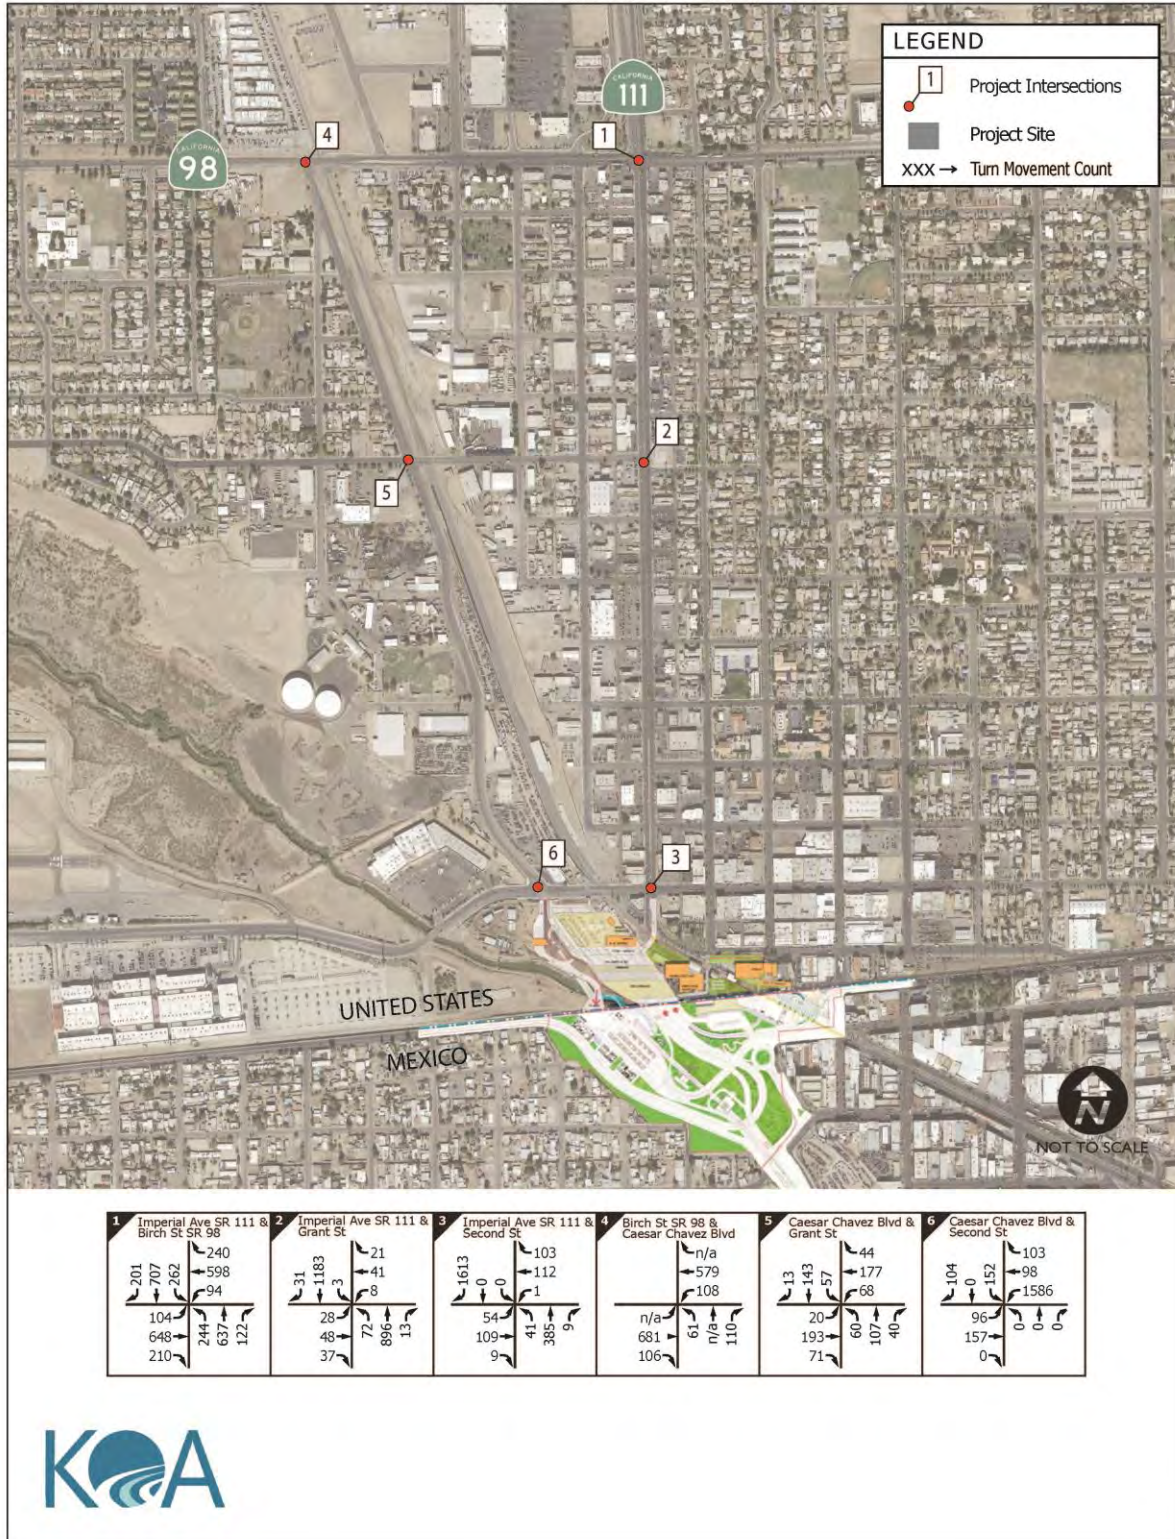 LEGEND
1 Project Intersections
Project Site
XXX → Turn Movement Count
CALIFORNIA
111
CALIFORNIA
98
4
1
2
5
6
3
UNITED STATES
MEXICO
N
NOT TO SCALE
1 Imperial Ave SR 111 &
Birch St SR 98
201 707 262
240
598
94
104
648
210
244 637 122
2 Imperial Ave SR 111 &
Grant St
31 1183 3
21
41
8
28
48
37
72 896 13
3 Imperial Ave SR 111 &
Second St
1613 0 0
103
112
1
54
109
9
41 385 9
4 Birch St SR 98 &
Caesar Chavez Blvd
n/a
579
108
n/a
681
106
61 n/a 110
5 Caesar Chavez Blvd &
Grant St
13 143 57
44
177
68
20
193
71
60 107 40
6 Caesar Chavez Blvd &
Second St
104 0 152
103
98
1586
96
157
0
0 0 0
KOA